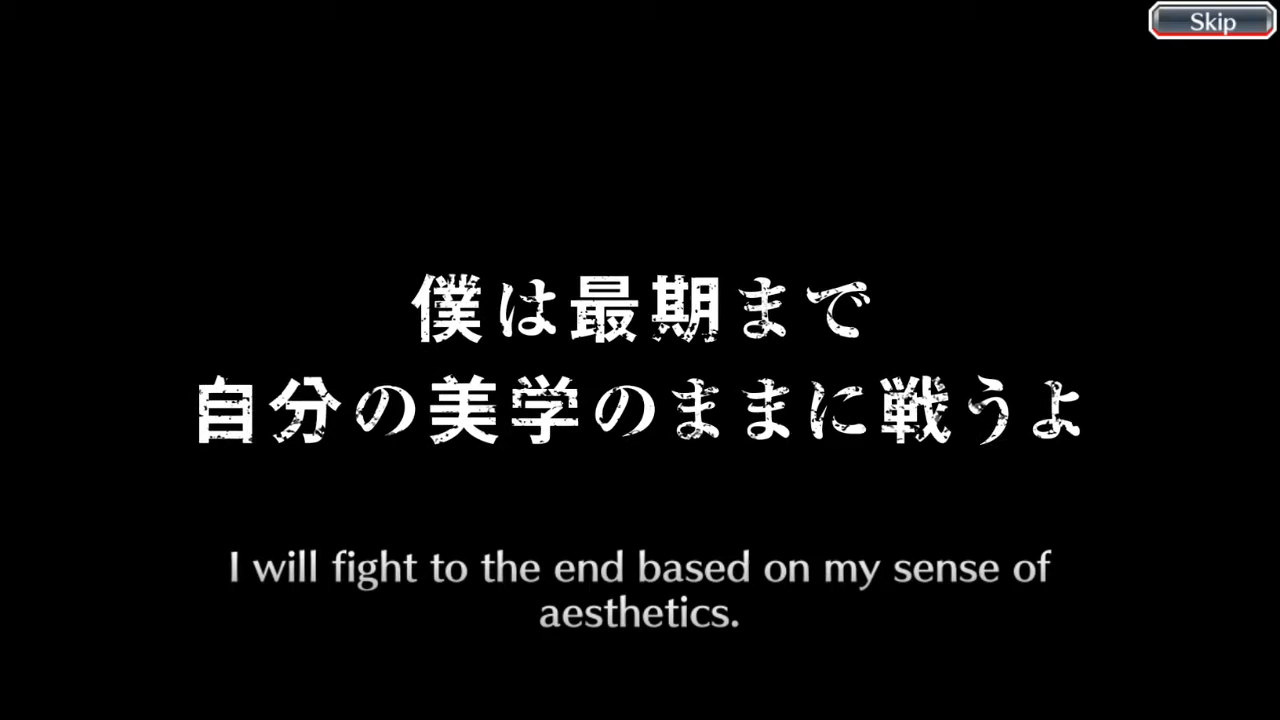 Skip
僕は最期まで
自分の美学のままに戦うよ
I will fight to the end based on my sense of
aesthetics.